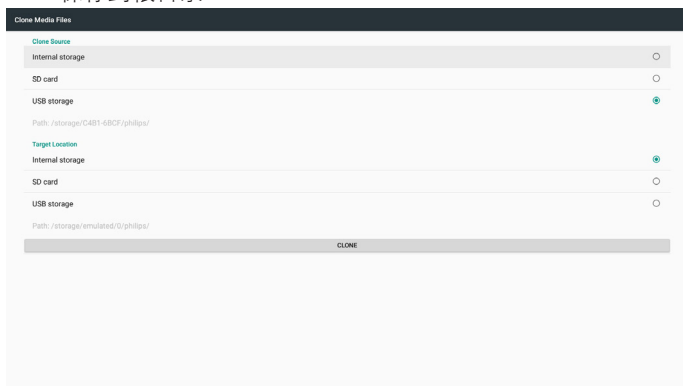 Clone Media Files
Clone Source
Internal storage
SD card
USB storage
Path: /storage/C4B1-6BCF/philips/
Target Location
Internal storage
SD card
USB storage
Path: /storage/emulated/0/philips/
CLONE